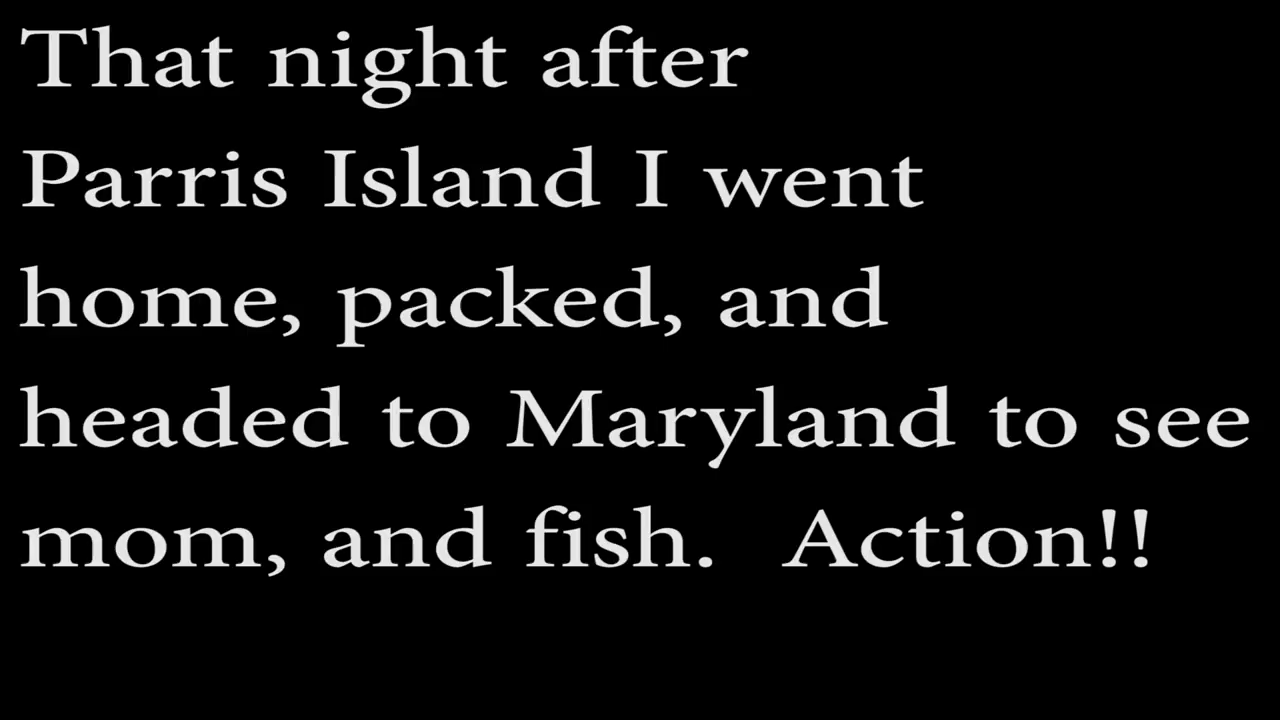 That night after
Parris Island I went
home, packed, and
headed to Maryland to see
mom, and fish.  Action!!